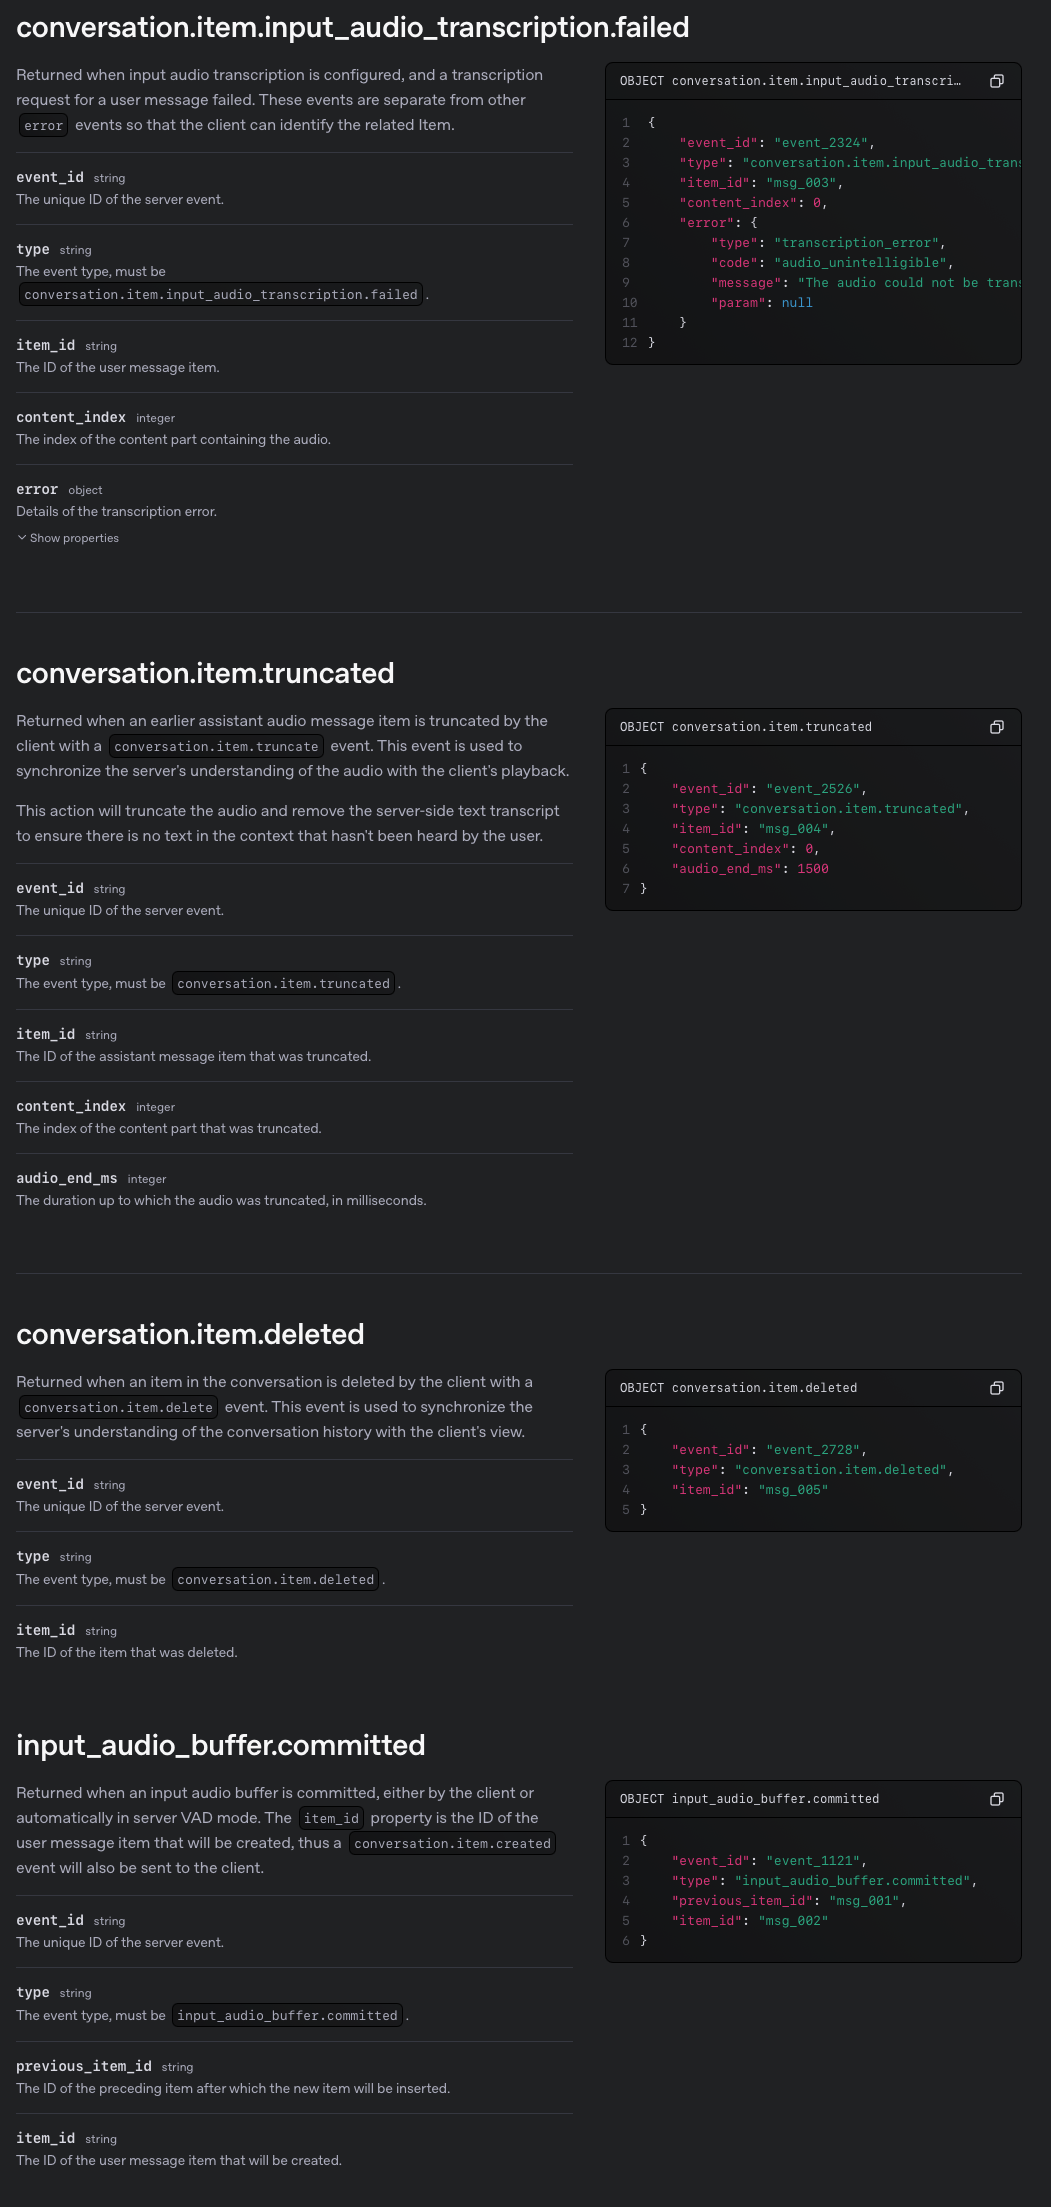 conversation.item.input_audio_transcription.failed
Returned when input audio transcription is configured, and a transcription
request for a user message failed. These events are separate from other
error events so that the client can identify the related Item.
event_id string
The unique ID of the server event.
type string
The event type, must be
conversation.item.input_audio_transcription.failed .
item_id string
The ID of the user message item.
content_index integer
The index of the content part containing the audio.
error object
Details of the transcription error.
Show properties
OBJECT conversation.item.input_audio_transcri…
1 {
2 "event_id": "event_2324",
3 "type": "conversation.item.input_audio_trans
4 "item_id": "msg_003",
5 "content_index": 0,
6 "error": {
7 "type": "transcription_error",
8 "code": "audio_unintelligible",
9 "message": "The audio could not be trans
10 "param": null
11 }
12 }
conversation.item.truncated
Returned when an earlier assistant audio message item is truncated by the
client with a conversation.item.truncate event. This event is used to
synchronize the server's understanding of the audio with the client's playback.
This action will truncate the audio and remove the server-side text transcript
to ensure there is no text in the context that hasn't been heard by the user.
event_id string
The unique ID of the server event.
type string
The event type, must be conversation.item.truncated .
item_id string
The ID of the assistant message item that was truncated.
content_index integer
The index of the content part that was truncated.
audio_end_ms integer
The duration up to which the audio was truncated, in milliseconds.
OBJECT conversation.item.truncated
1 {
2 "event_id": "event_2526",
3 "type": "conversation.item.truncated",
4 "item_id": "msg_004",
5 "content_index": 0,
6 "audio_end_ms": 1500
7 }
conversation.item.deleted
Returned when an item in the conversation is deleted by the client with a
conversation.item.delete event. This event is used to synchronize the
server's understanding of the conversation history with the client's view.
event_id string
The unique ID of the server event.
type string
The event type, must be conversation.item.deleted .
item_id string
The ID of the item that was deleted.
OBJECT conversation.item.deleted
1 {
2 "event_id": "event_2728",
3 "type": "conversation.item.deleted",
4 "item_id": "msg_005"
5 }
input_audio_buffer.committed
Returned when an input audio buffer is committed, either by the client or
automatically in server VAD mode. The item_id property is the ID of the
user message item that will be created, thus a conversation.item.created
event will also be sent to the client.
event_id string
The unique ID of the server event.
type string
The event type, must be input_audio_buffer.committed .
previous_item_id string
The ID of the preceding item after which the new item will be inserted.
item_id string
The ID of the user message item that will be created.
OBJECT input_audio_buffer.committed
1 {
2 "event_id": "event_1121",
3 "type": "input_audio_buffer.committed",
4 "previous_item_id": "msg_001",
5 "item_id": "msg_002"
6 }